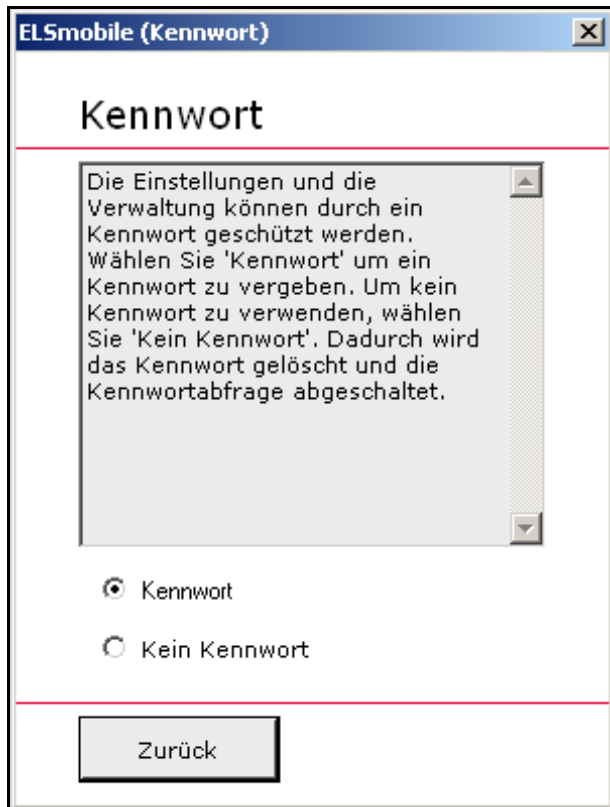 ELSmobile (Kennwort)
Kennwort
Die Einstellungen und die
Verwaltung können durch ein
Kennwort geschützt werden.
Wählen Sie 'Kennwort' um ein
Kennwort zu vergeben. Um kein
Kennwort zu verwenden, wählen
Sie 'Kein Kennwort'. Dadurch wird
das Kennwort gelöscht und die
Kennwortabfrage abgeschaltet.
Kennwort
Kein Kennwort
Zurück